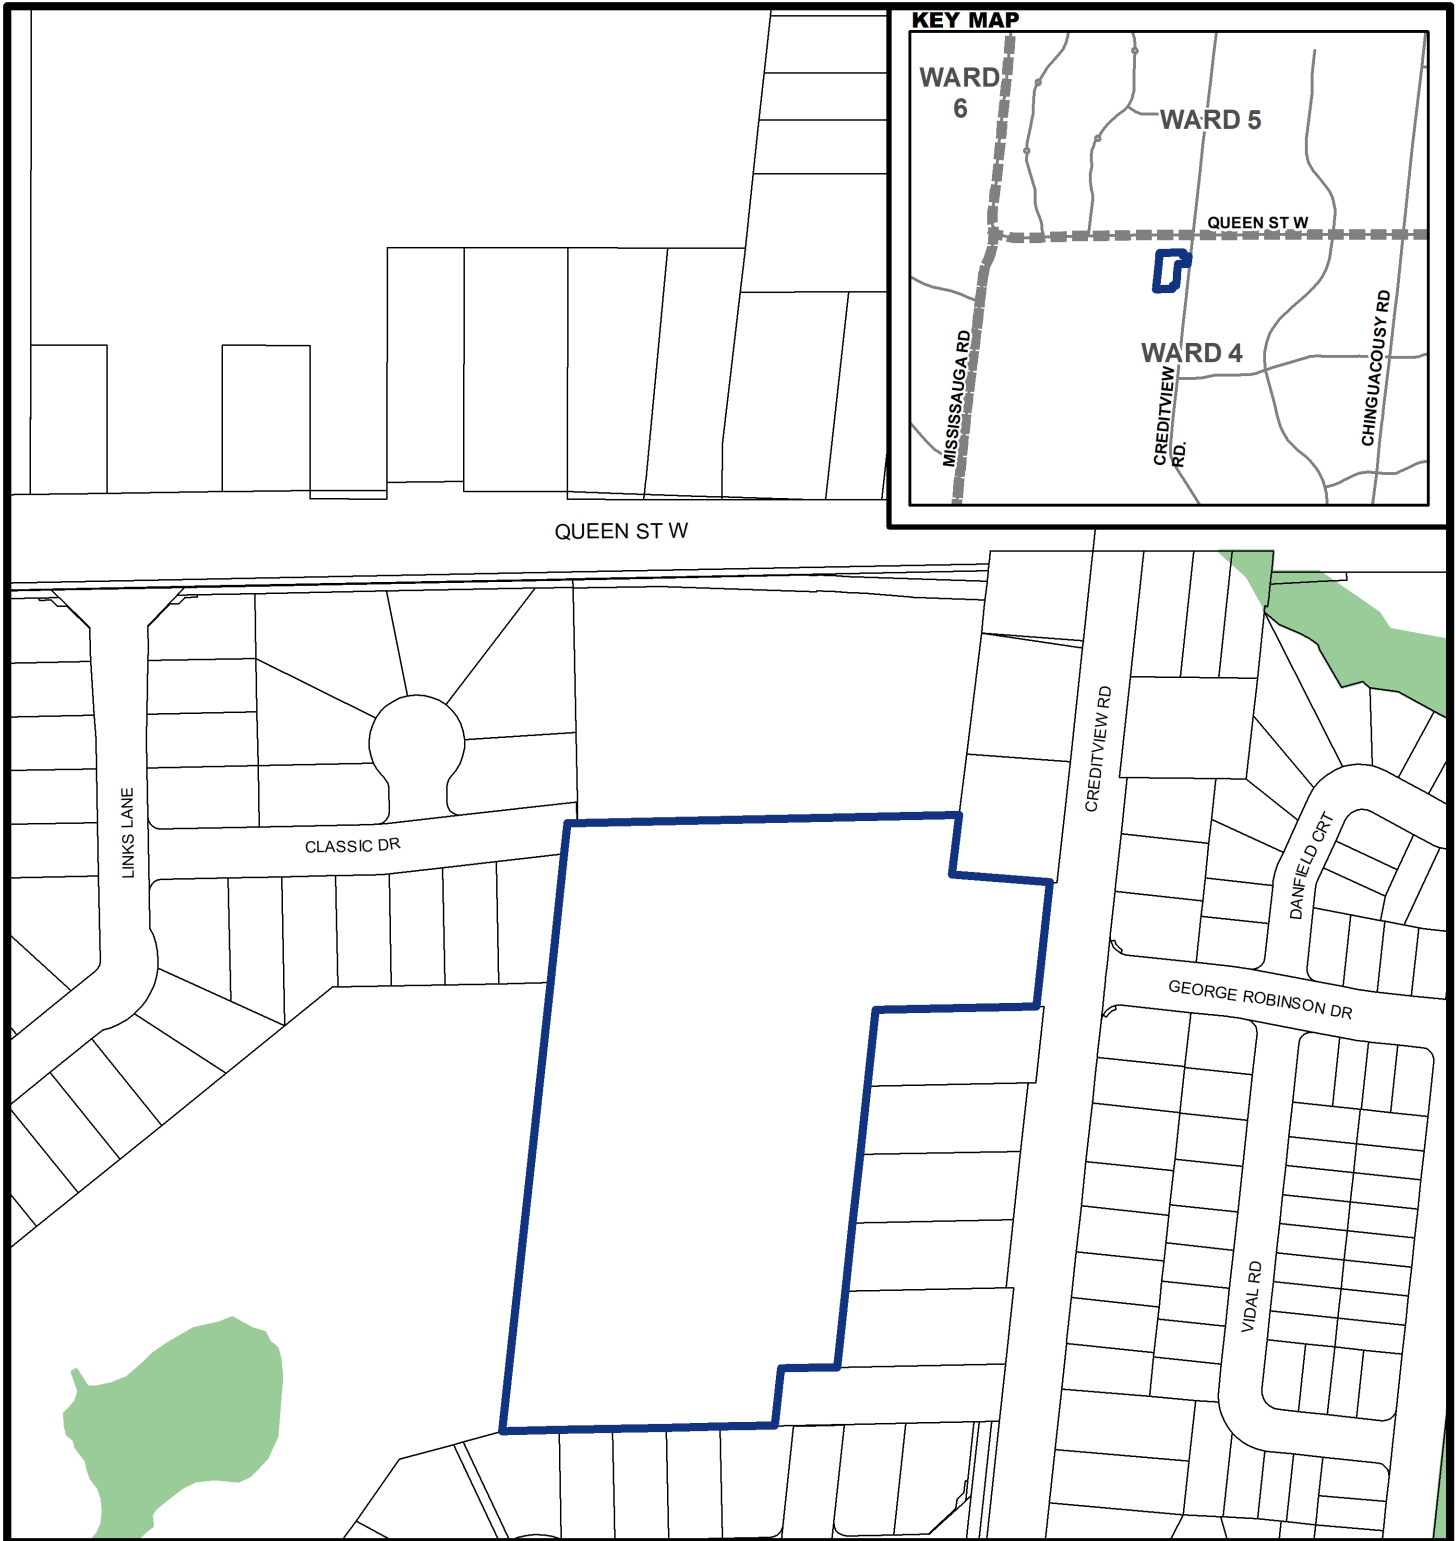 KEY MAP
WARD
6
WARD 5
QUEEN ST W
WARD 4
MISSISSAUGA RD
CREDITVIEW
RD.
CHINGUACOUSY RD
QUEEN ST W
CREDITVIEW RD
LINKS LANE
CLASSIC DR
DANFIELD CRT
GEORGE ROBINSON DR
VIDAL RD